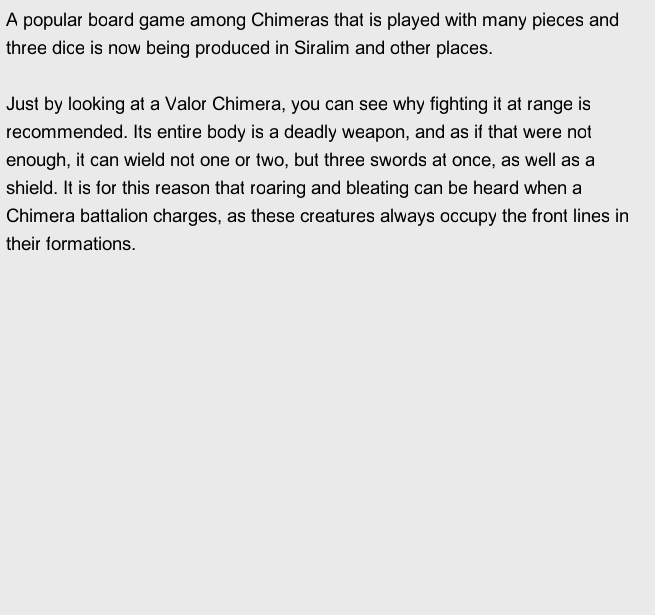 A popular board game among Chimeras that is played with many pieces and
three dice is now being produced in Siralim and other places.
Just by looking at a Valor Chimera, you can see why fighting it at range is
recommended. Its entire body is a deadly weapon, and as if that were not
enough, it can wield not one or two, but three swords at once, as well as a
shield. It is for this reason that roaring and bleating can be heard when a
Chimera battalion charges, as these creatures always occupy the front lines in
their formations.